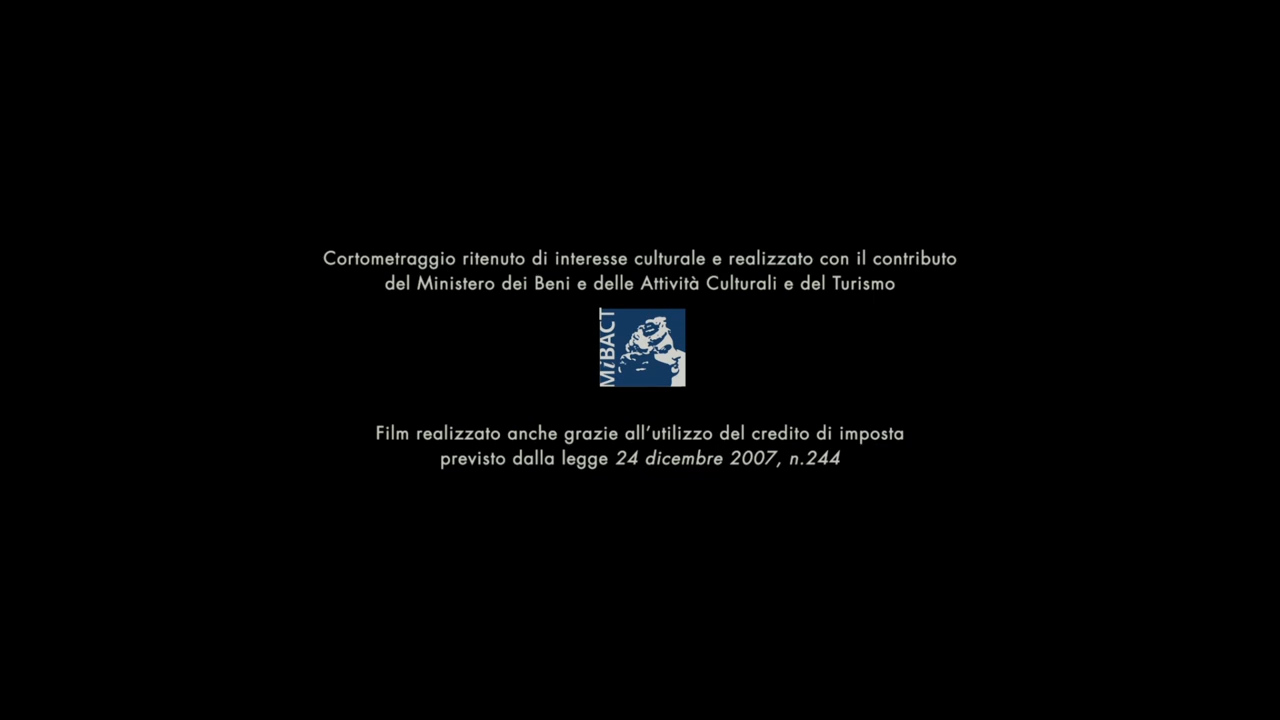 Cortometraggio ritenuto di interesse culturale e realizzato con il contributo
del Ministero dei Beni e delle Attività Culturali e del Turismo
MiBACT
Film realizzato anche grazie all’utilizzo del credito di imposta
previsto dalla legge 24 dicembre 2007, n.244